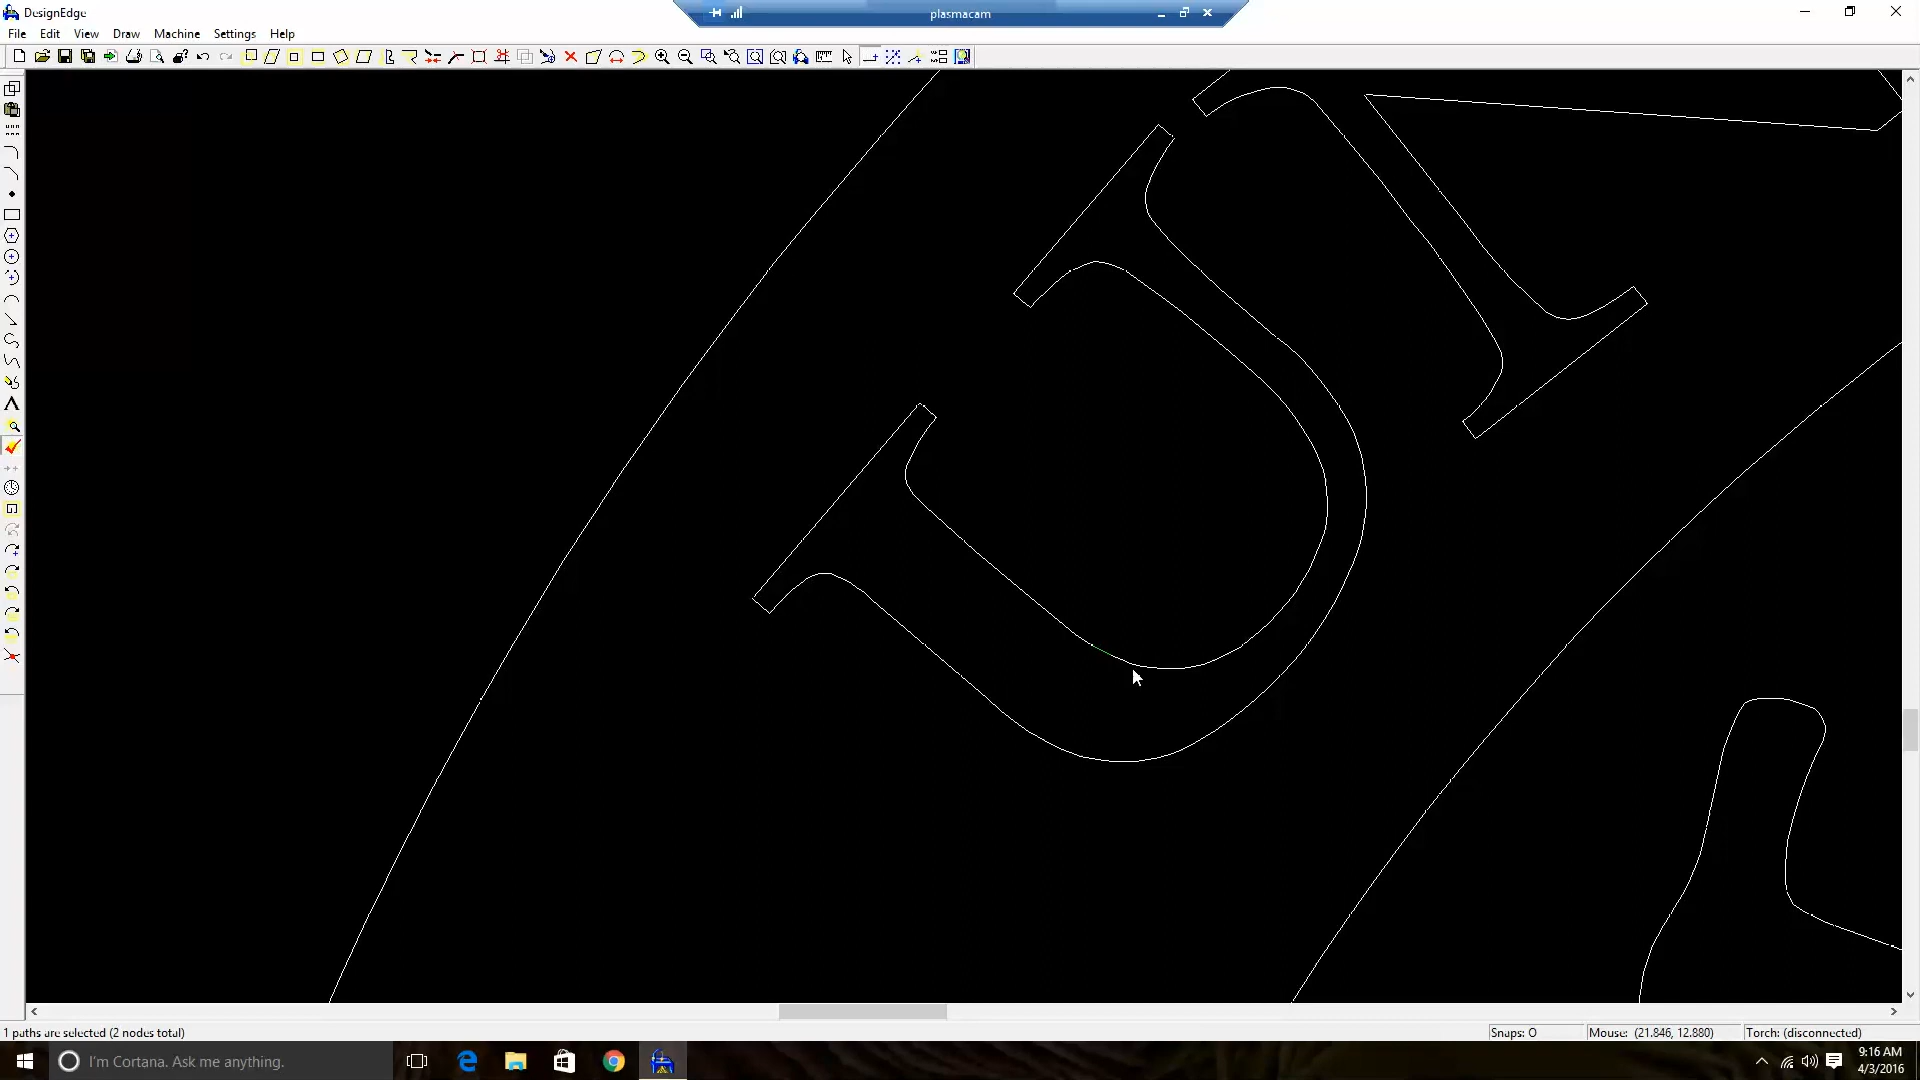 DesignEdge
plasmacam
File Edit View Draw Machine Settings Help
U
1 paths are selected (2 nodes total)
Snaps: O
Mouse: (21.846, 12.880)
Torch: (disconnected)
I'm Cortana. Ask me anything.
9:16 AM
4/3/2016